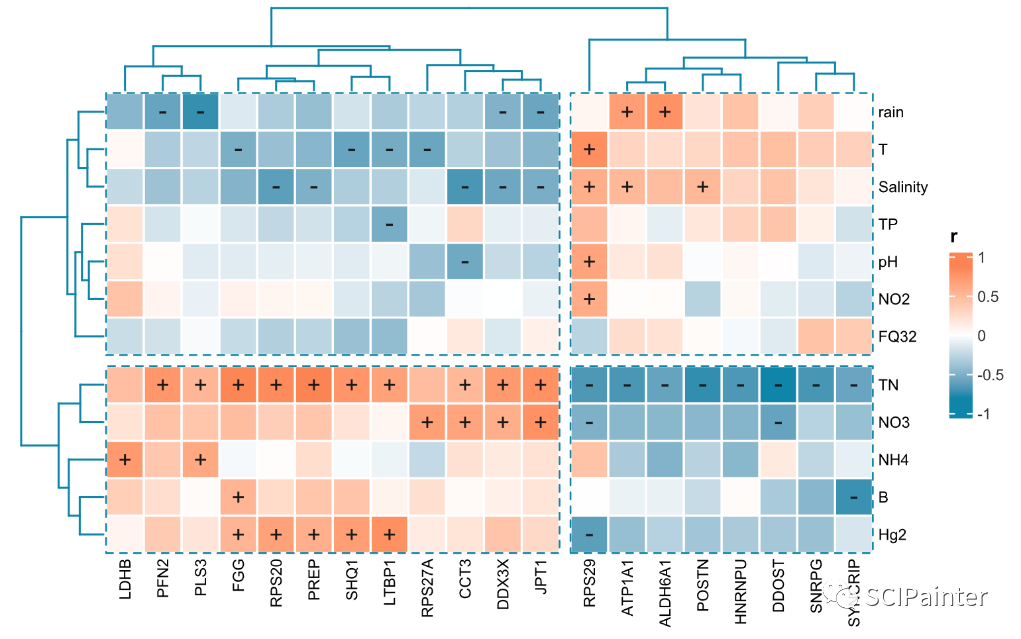 - - - - + + rain
- - - - + T
- - - - - + + + Salinity
- TP
- + pH
+ NO2
FQ32
+ + + + + + + + + + - - - - - - - - TN
+ + + + - - NO3
+ + NH4
+ - B
+ + + + + - Hg2
LDHB
PFN2
PLS3
FGG
RPS20
PREP
SHQ1
LTBP1
RPS27A
CCT3
DDX3X
JPT1
RPS29
ATP1A1
ALDH6A1
POSTN
HNRNPU
DDOST
SNRPG
r
1
0.5
0
-0.5
-1
SCIPainter